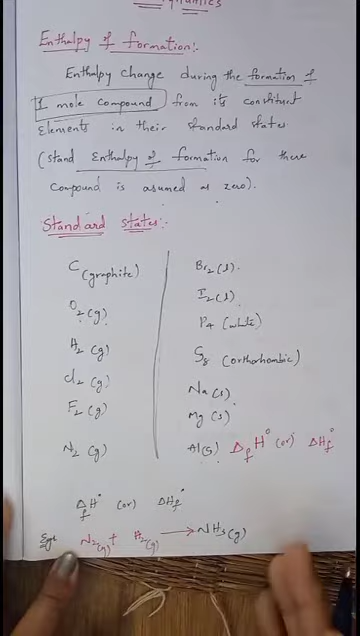 Enthalpy of formation:-
Enthalpy change during the formation of
1 mole compound from its constituent
Elements in their standard states.
(stand Enthalpy of formation for these
compound is asumed as zero).
Standard states:-
C (graphite)
O2 (g)
H2 (g)
Cl2 (g)
F2 (g)
N2 (g)
Br2 (l).
I2 (l).
P4 (white)
S8 (orthorhombic)
Na (s)
Mg (s)
Al (s) ΔfH° (or) ΔHf°
ΔfH° (or) ΔHf°
N2(g) + H2(g) → NH3(g)